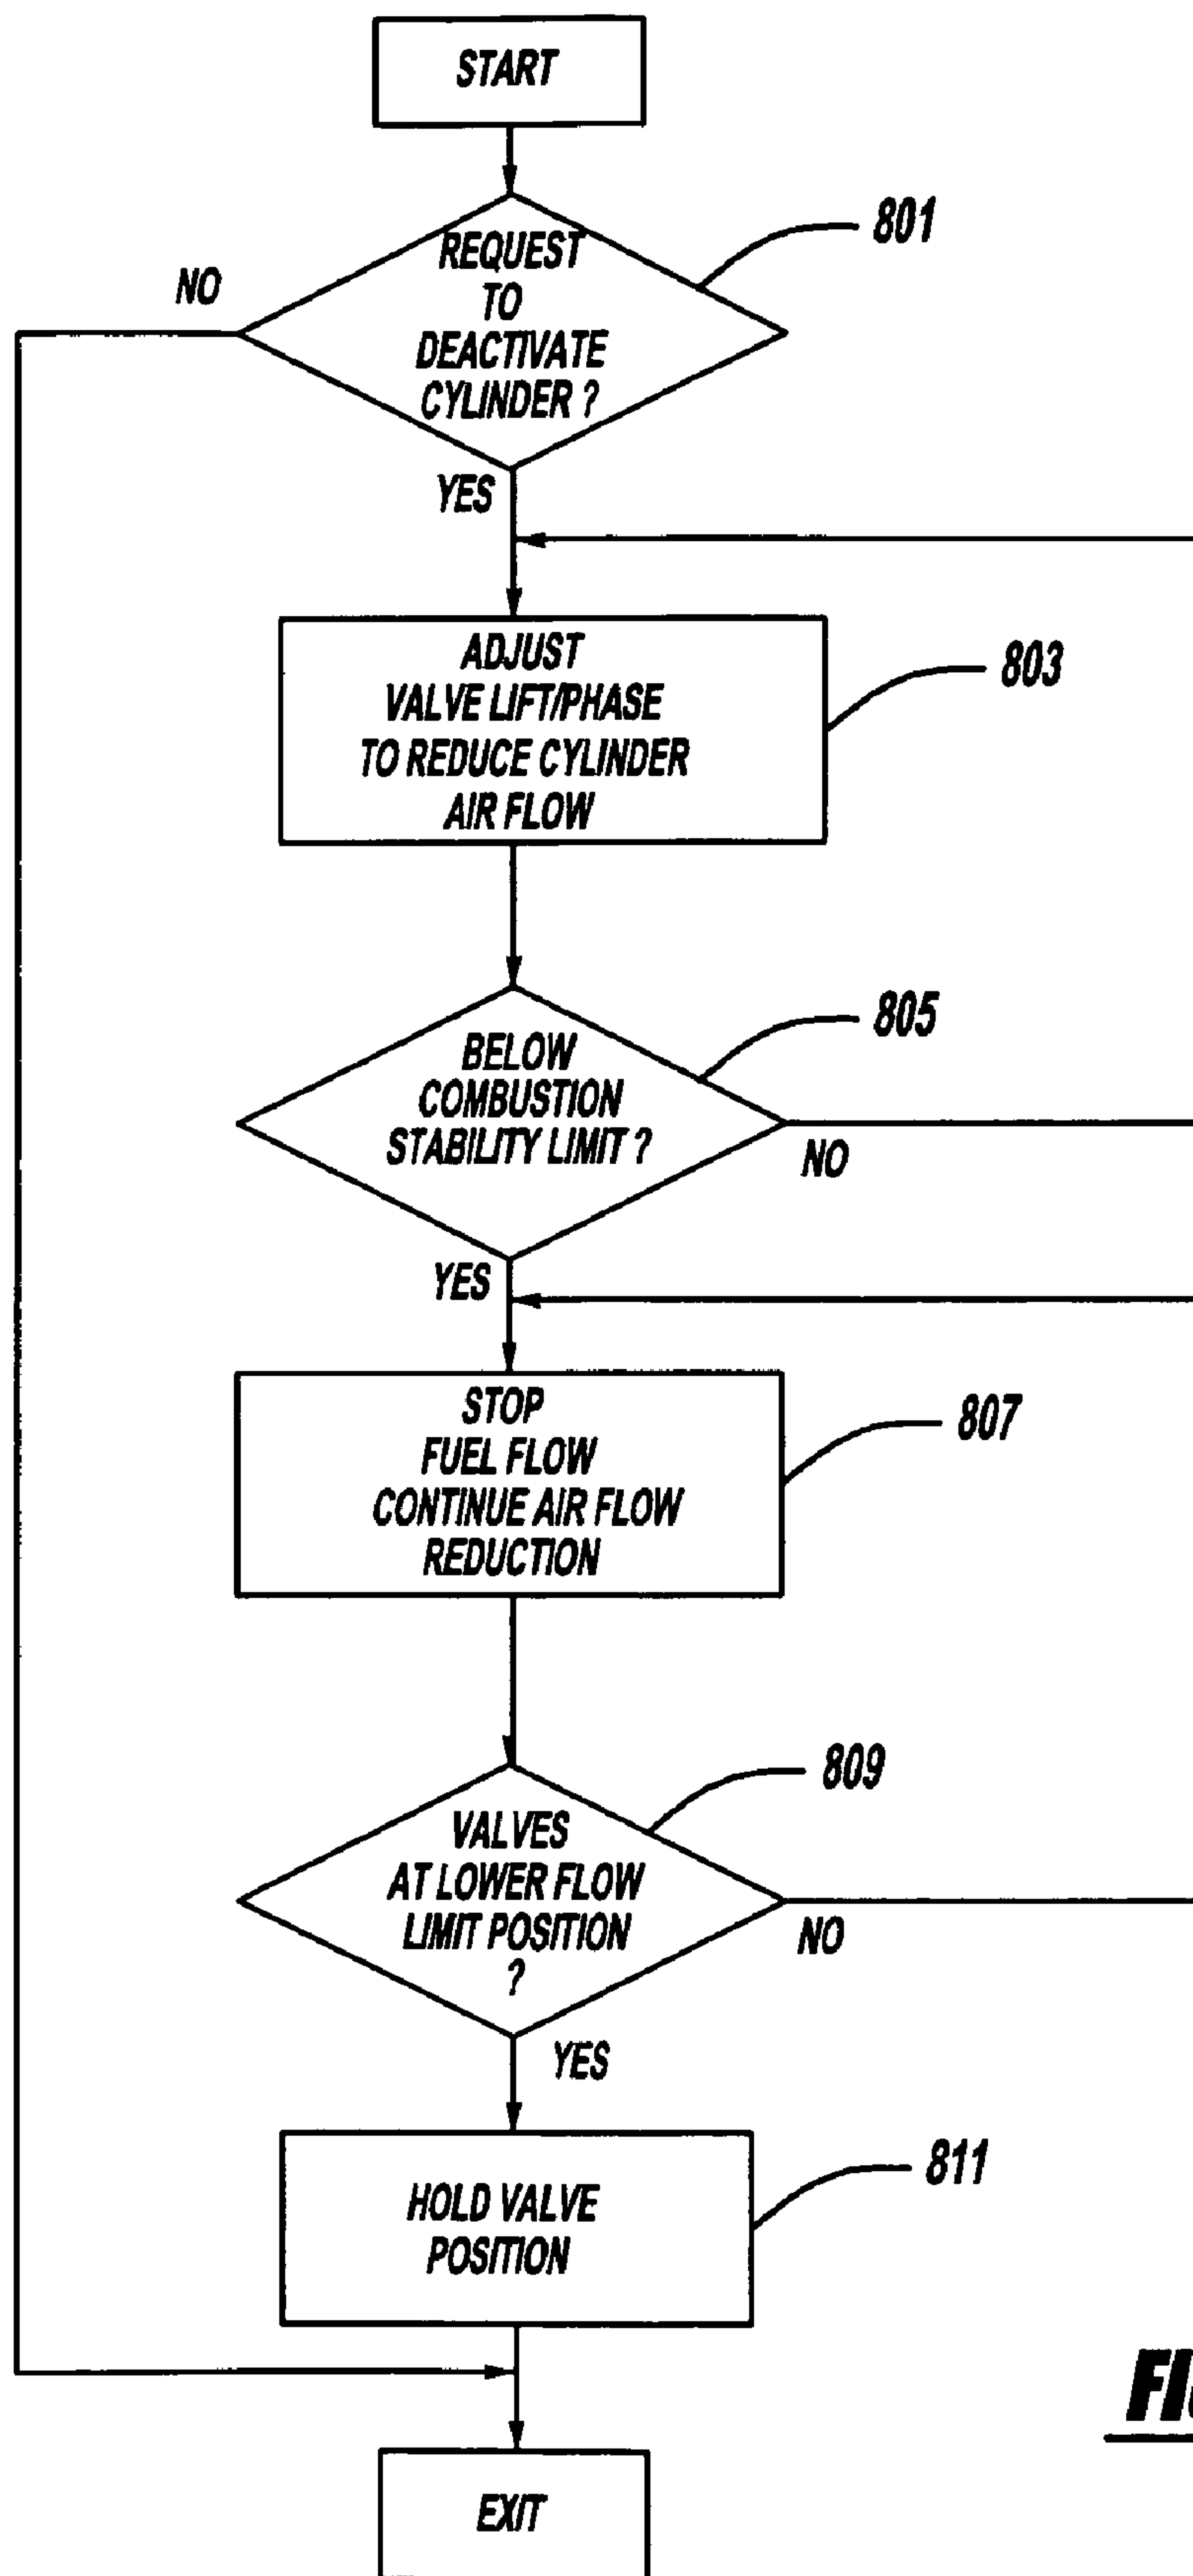 START
801
NO
REQUEST
TO
DEACTIVATE
CYLINDER ?
YES
ADJUST
VALVE LIFT/PHASE
TO REDUCE CYLINDER
AIR FLOW
803
805
BELOW
COMBUSTION
STABILITY LIMIT ?
NO
YES
STOP
FUEL FLOW
CONTINUE AIR FLOW
REDUCTION
807
809
VALVES
AT LOWER FLOW
LIMIT POSITION
?
NO
YES
811
HOLD VALVE
POSITION
EXIT